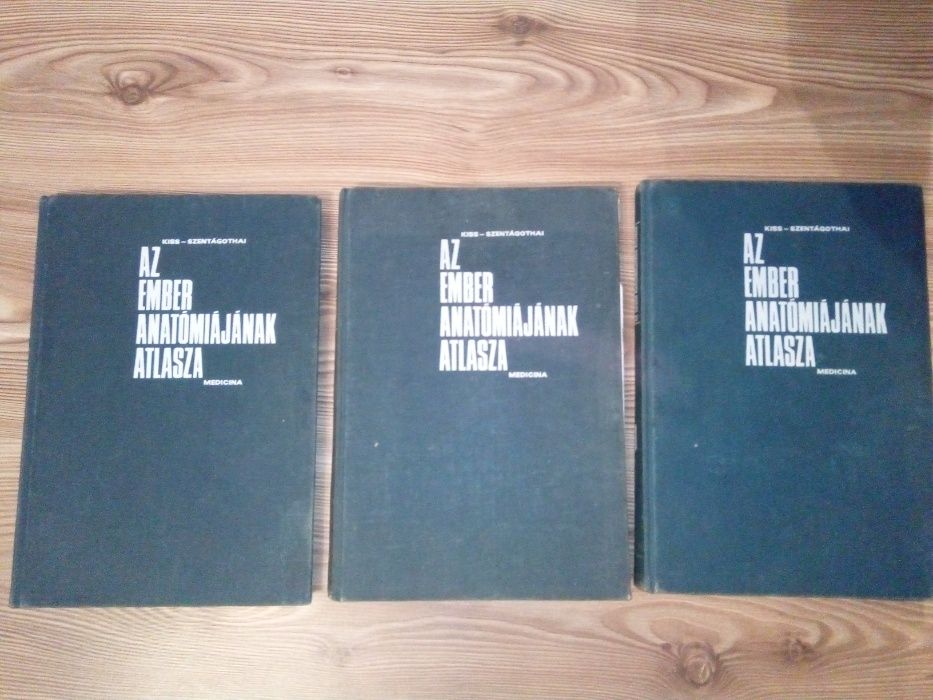 KISS – SZENTÁGOTHAI
AZ
EMBER
ANATÓMIÁJÁNAK
ATLASZA
MEDICINA
KISS – SZENTÁGOTHAI
AZ
EMBER
ANATÓMIÁJÁNAK
ATLASZA
MEDICINA
KISS – SZENTÁGOTHAI
AZ
EMBER
ANATÓMIÁJÁNAK
ATLASZA
MEDICINA